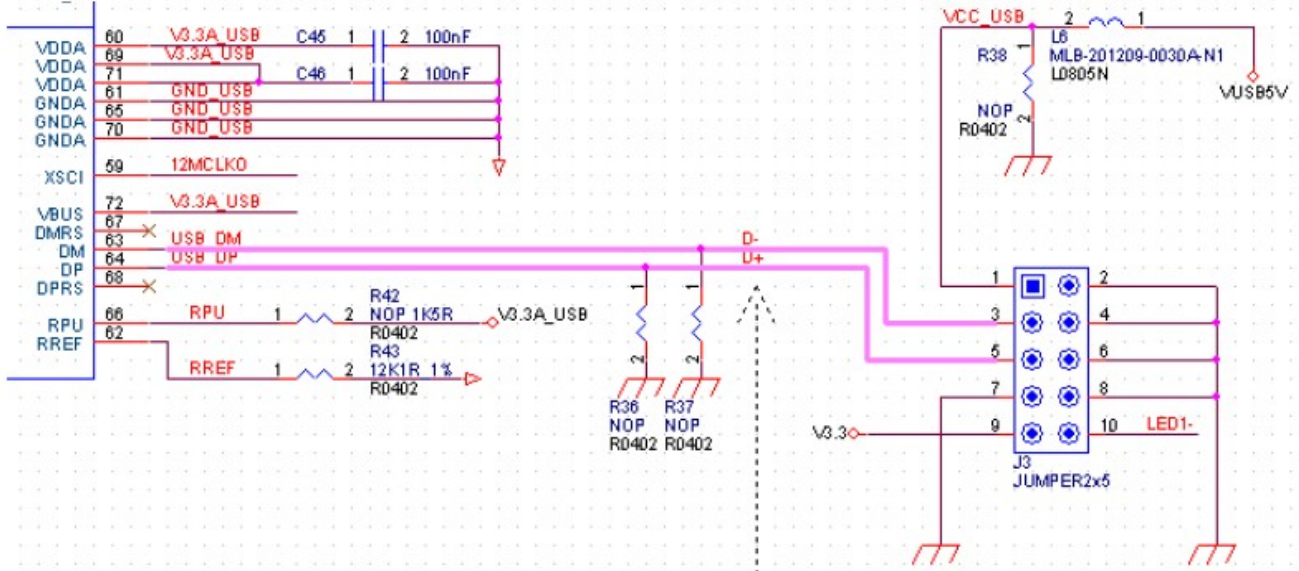 VDDA 60 V3.3A_USB C45 1 2 100nF
VDDA 69 V3.3A_USB
VDDA 71 C46 1 2 100nF
GNDA 61 GND_USB
GNDA 65 GND_USB
GNDA 70 GND_USB
XSCI 59 12MCLKO
VBUS 72 V3.3A_USB
DMRS 67
DM 63 USB_DM D-
DP 64 USB_DP D+
DPRS 68
RPU 66 RPU 1 2 R42
NOP 1K5R
R0402
V3.3A_USB
RREF 62 RREF 1 2 R43
12K1R_1%
R0402
1
2
R36
NOP
R0402
1
2
R37
NOP
R0402
VCC_USB 2 1
L6
MLB-201209-0030A-N1
L0805N
VUSB5V
R38 1
NOP 2
R0402
1 2
3 4
5 6
7 8
V3.3 9 10 LED1-
J3
JUMPER2x5